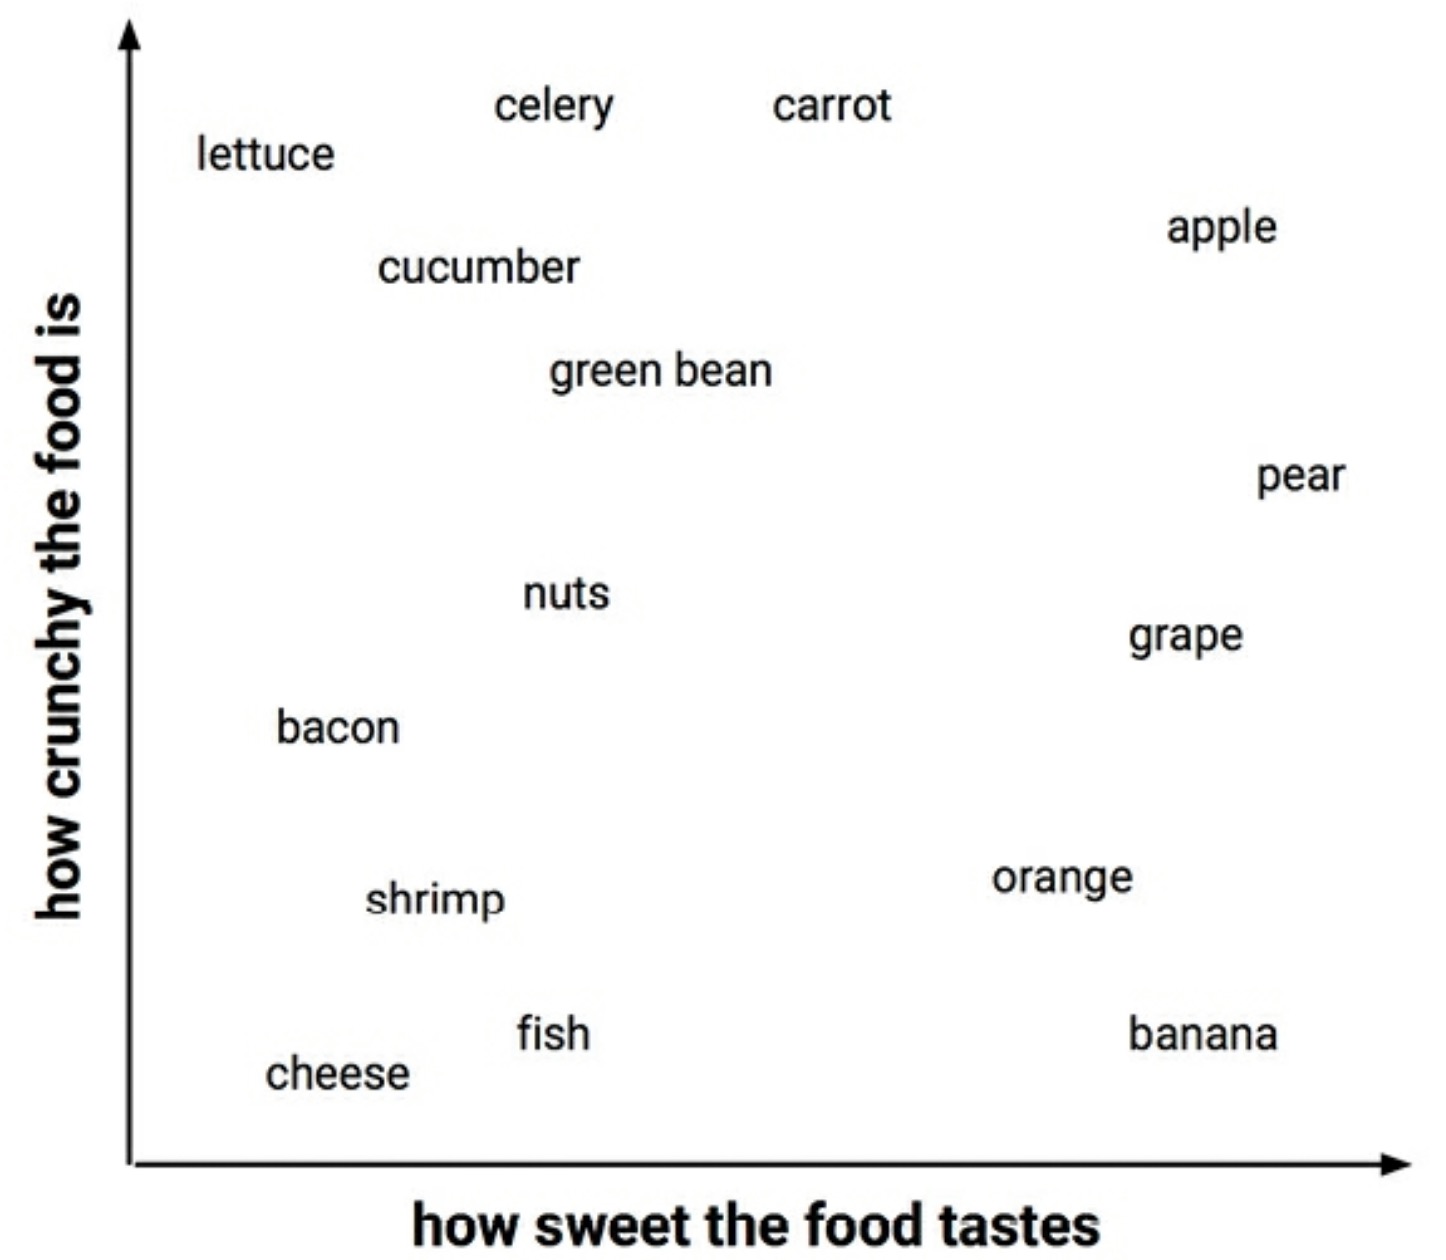 celery
carrot
lettuce
apple
cucumber
green bean
pear
nuts
grape
bacon
orange
shrimp
fish
banana
cheese
how crunchy the food is
how sweet the food tastes